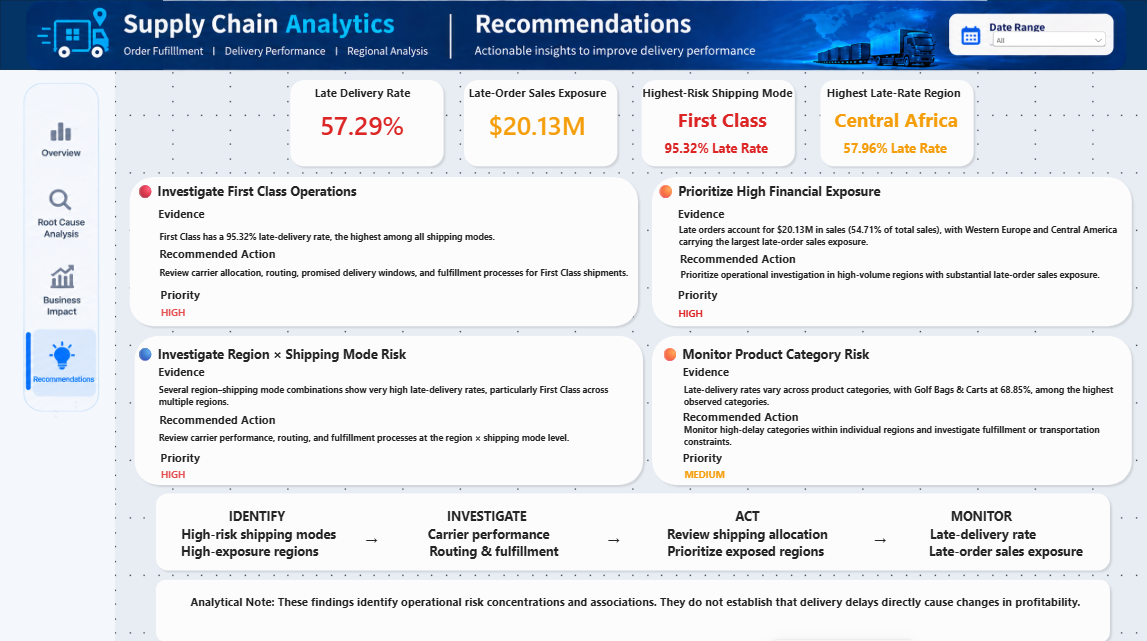 Supply Chain Analytics
Order Fufilllment | Delivery Performance | Regional Analysis
Recommendations
Actionable insights to improve delivery performance
Date Range
All
Overview
Root Cause
Analysis
Business
Impact
Recommendations
Late Delivery Rate
57.29%
Late-Order Sales Exposure
$20.13M
Highest-Risk Shipping Mode
First Class
95.32% Late Rate
Highest Late-Rate Region
Central Africa
57.96% Late Rate
Investigate First Class Operations
Evidence
First Class has a 95.32% late-delivery rate, the highest among all shipping modes.
Recommended Action
Review carrier allocation, routing, promised delivery windows, and fulfillment processes for First Class shipments.
Priority
HIGH
Prioritize High Financial Exposure
Evidence
Late orders account for $20.13M in sales (54.71% of total sales), with Western Europe and Central America
carrying the largest late-order sales exposure.
Recommended Action
Prioritize operational investigation in high-volume regions with substantial late-order sales exposure.
Priority
HIGH
Investigate Region × Shipping Mode Risk
Evidence
Several region–shipping mode combinations show very high late-delivery rates, particularly First Class across
multiple regions.
Recommended Action
Review carrier performance, routing, and fulfillment processes at the region × shipping mode level.
Priority
HIGH
Monitor Product Category Risk
Evidence
Late-delivery rates vary across product categories, with Golf Bags & Carts at 68.85%, among the highest
observed categories.
Recommended Action
Monitor high-delay categories within individual regions and investigate fulfillment or transportation
constraints.
Priority
MEDIUM
IDENTIFY
High-risk shipping modes
High-exposure regions
→
INVESTIGATE
Carrier performance
Routing & fulfillment
→
ACT
Review shipping allocation
Prioritize exposed regions
→
MONITOR
Late-delivery rate
Late-order sales exposure
Analytical Note: These findings identify operational risk concentrations and associations. They do not establish that delivery delays directly cause changes in profitability.